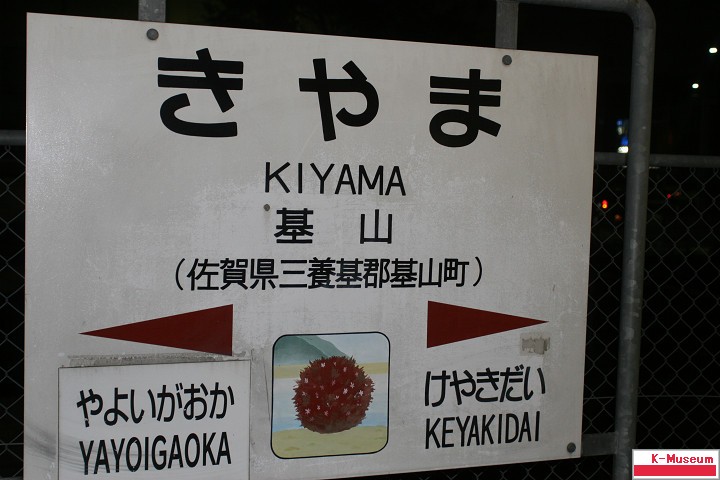 きやま
KIYAMA
基山
(佐賀県三養基郡基山町)
やよいがおか
YAYOIGAOKA
けやきだい
KEYAKIDAI
K-Museum